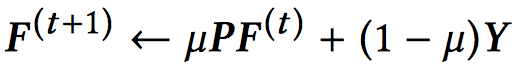 F^(t+1) ← μPF^(t) + (1 − μ)Y